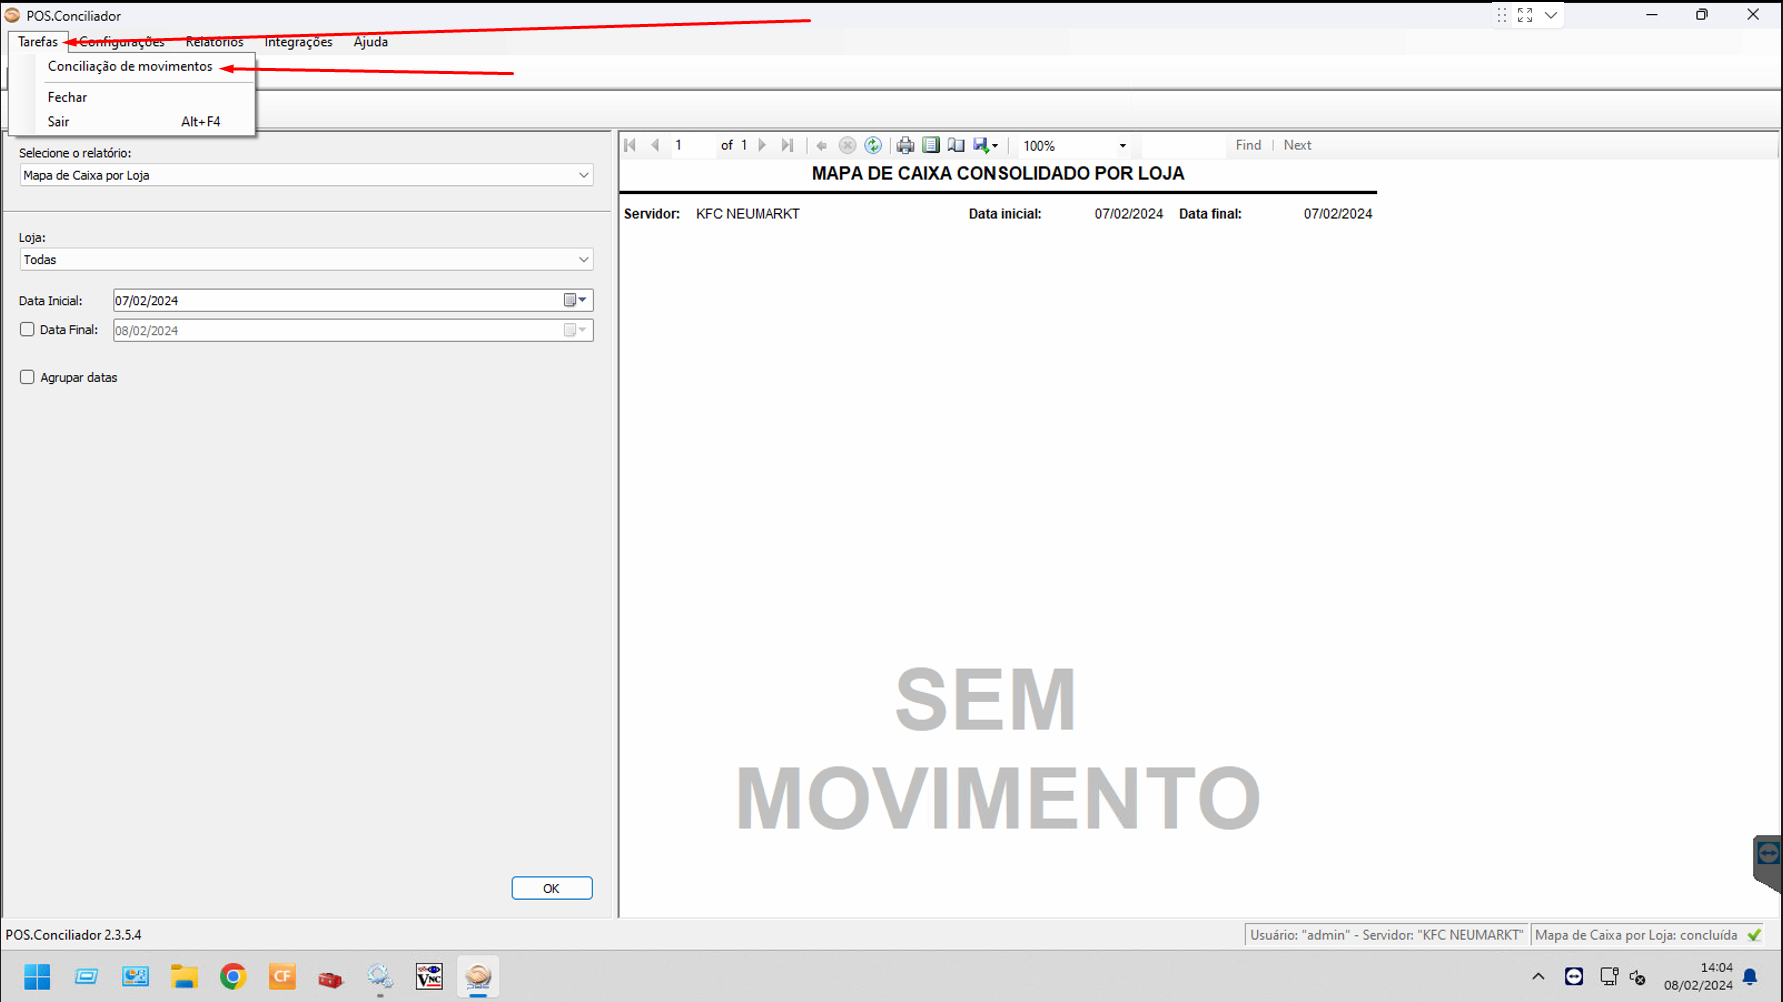 POS.Conciliador
Tarefas Configurações Relatórios Integrações Ajuda
Conciliação de movimentos
Fechar
Sair Alt+F4
Selecione o relatório:
Mapa de Caixa por Loja
Loja:
Todas
Data Inicial: 07/02/2024
Data Final: 08/02/2024
Agrupar datas
OK
1 of 1 100% Find | Next
MAPA DE CAIXA CONSOLIDADO POR LOJA
Servidor: KFC NEUMARKT Data inicial: 07/02/2024 Data final: 07/02/2024
SEM
MOVIMENTO
POS.Conciliador 2.3.5.4
Usuário: "admin" - Servidor: "KFC NEUMARKT" Mapa de Caixa por Loja: concluída
CF
VNC
14:04
08/02/2024